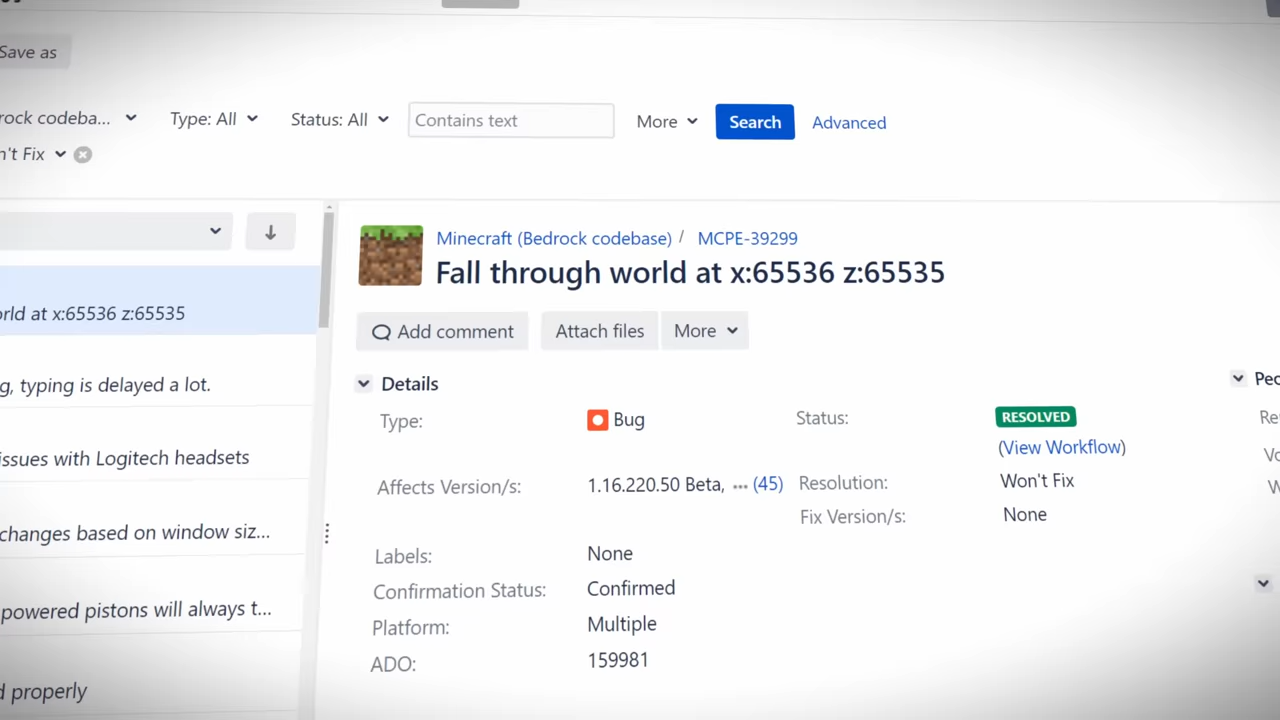 Save as
rock codeba...
Type: All
Status: All
Contains text
More
Search
Advanced
n't Fix
Minecraft (Bedrock codebase) / MCPE-39299
Fall through world at x:65536 z:65535
Add comment
Attach files
More
orld at x:65536 z:65535
g, typing is delayed a lot.
issues with Logitech headsets
changes based on window siz...
powered pistons will always t...
d properly
Details
Type:
Bug
Status:
RESOLVED
(View Workflow)
Affects Version/s:
1.16.220.50 Beta, ... (45)
Resolution:
Won't Fix
Fix Version/s:
None
Labels:
None
Confirmation Status:
Confirmed
Platform:
Multiple
ADO:
159981